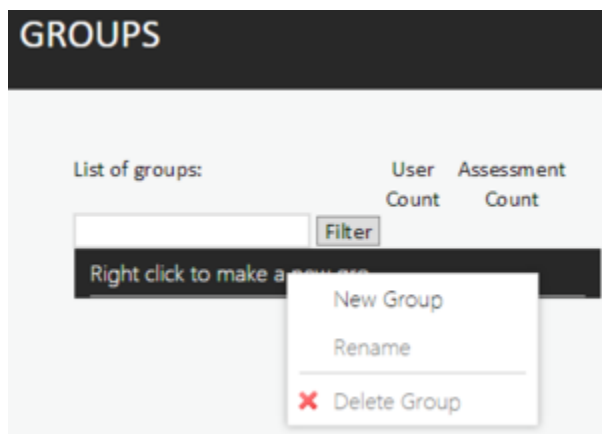 GROUPS
List of groups: User Assessment
Count Count
Filter
Right click to make a new gro
New Group
Rename
Delete Group